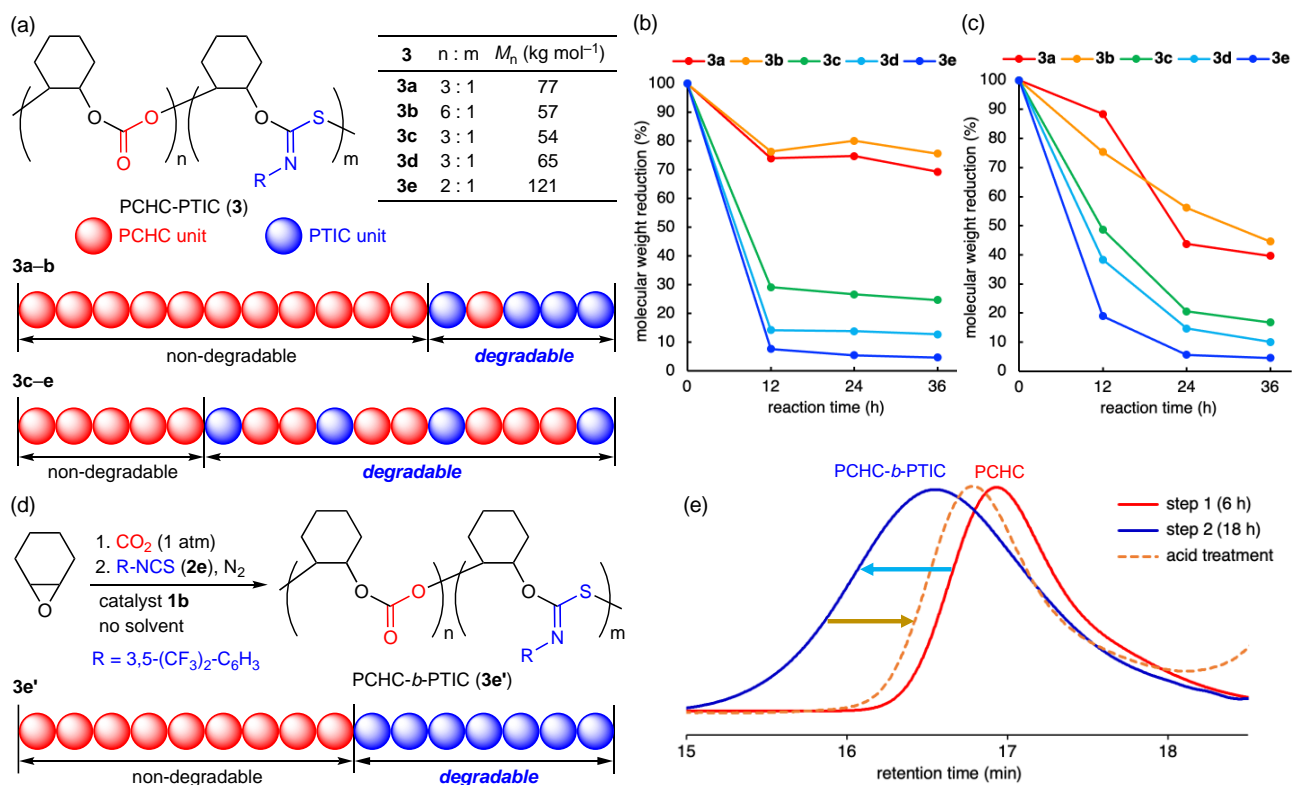 (a)
O
O
O
n
O
S
N
R
m
PCHC-PTIC (3)
3 n : m Mn (kg mol⁻¹)
3a 3 : 1 77
3b 6 : 1 57
3c 3 : 1 54
3d 3 : 1 65
3e 2 : 1 121
PCHC unit
PTIC unit
3a–b
non-degradable
degradable
3c–e
non-degradable
degradable
(b)
3a 3b 3c 3d 3e
molecular weight reduction (%)
100
90
80
70
60
50
40
30
20
10
0
0 12 24 36
reaction time (h)
(c)
3a 3b 3c 3d 3e
molecular weight reduction (%)
100
90
80
70
60
50
40
30
20
10
0
0 12 24 36
reaction time (h)
(d)
O
1. CO₂ (1 atm)
2. R-NCS (2e), N₂
catalyst 1b
no solvent
R = 3,5-(CF₃)₂-C₆H₃
O
O
O
n
O
S
N
R
m
PCHC-b-PTIC (3e')
3e'
non-degradable
degradable
(e)
PCHC-b-PTIC
PCHC
step 1 (6 h)
step 2 (18 h)
acid treatment
15 16 17 18
retention time (min)